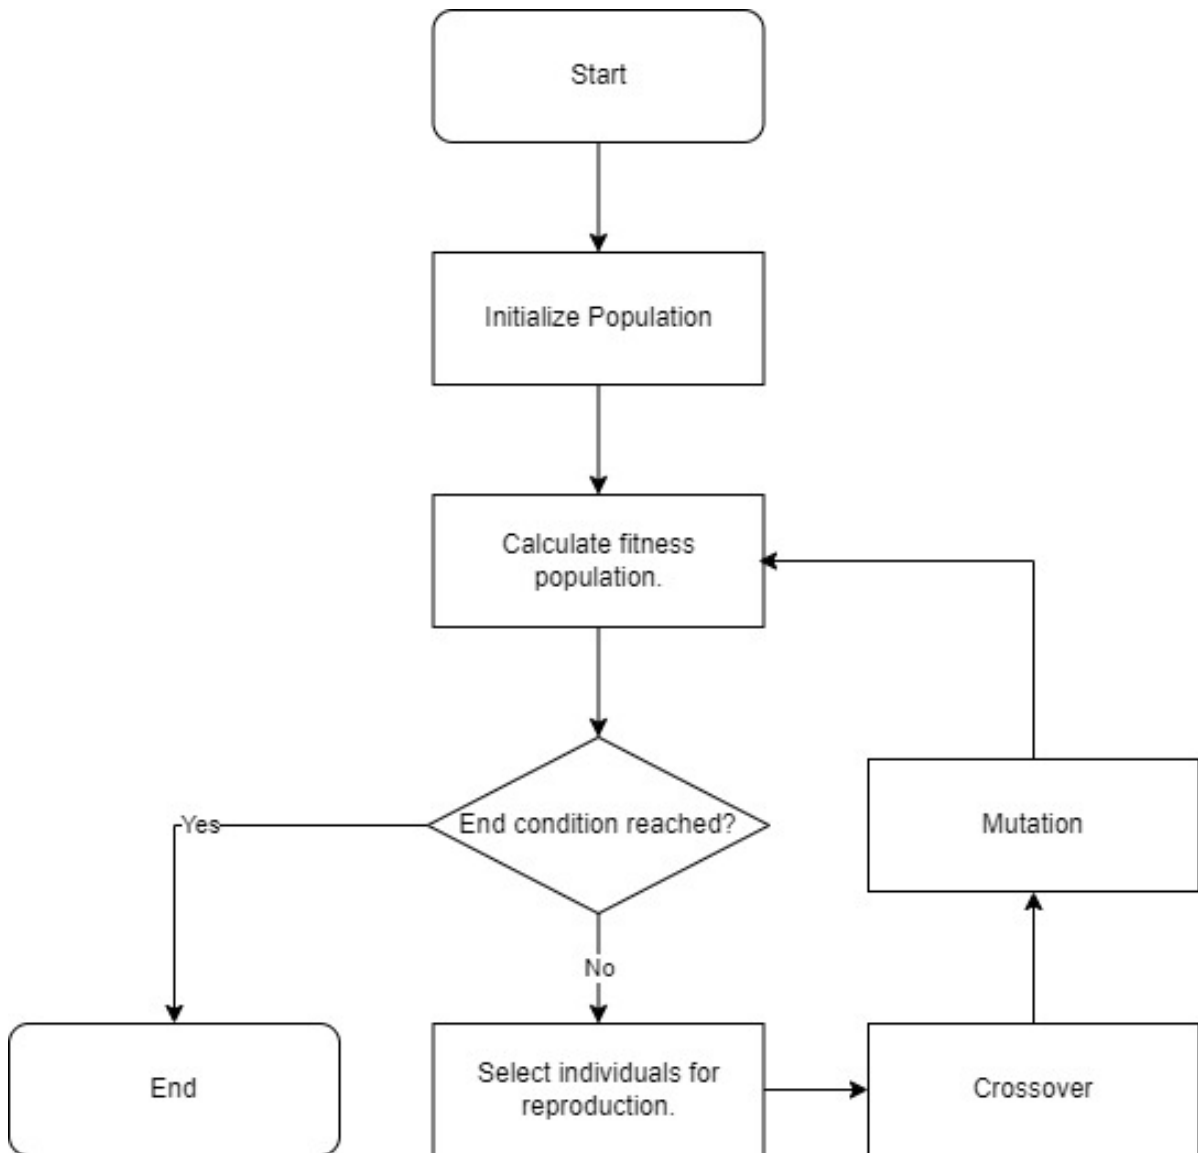 Start
Initialize Population
Calculate fitness
population.
End condition reached?
Yes
No
Mutation
End
Select individuals for
reproduction.
Crossover